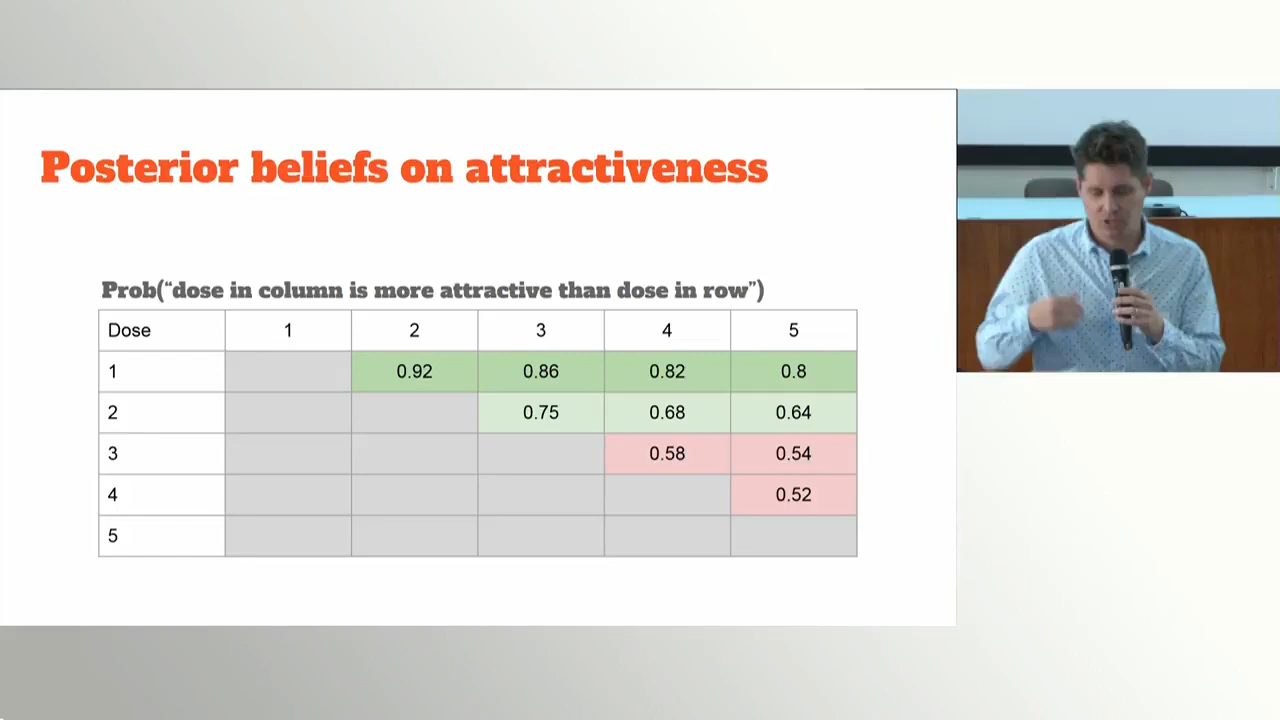 Posterior beliefs on attractiveness
Prob(“dose in column is more attractive than dose in row”)
Dose 1 2 3 4 5
1 0.92 0.86 0.82 0.8
2 0.75 0.68 0.64
3 0.58 0.54
4 0.52
5